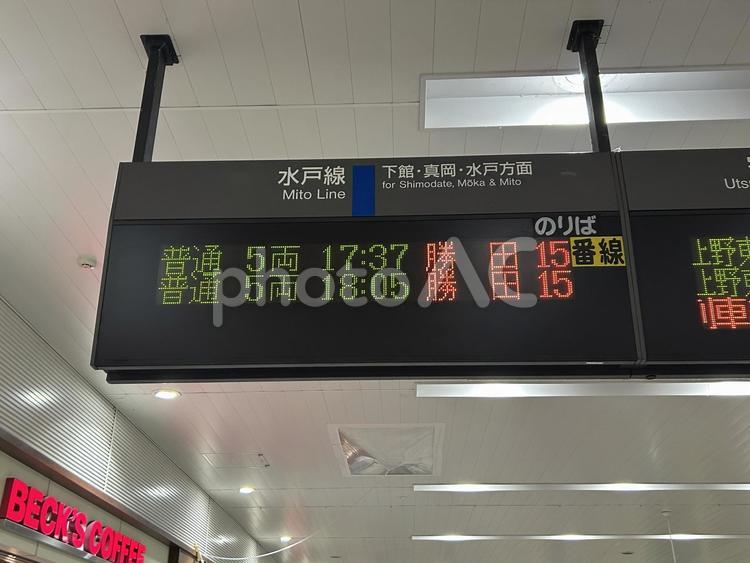 水戸線 下館・真岡・水戸方面
Mito Line for Shimodate, Mōka & Mito
のりば
普通 5両 17:37 勝田 15 番線
普通 5両 18:05 勝田 15
Uts
上野東
上野東
photoAC
BECK'S COFFEE